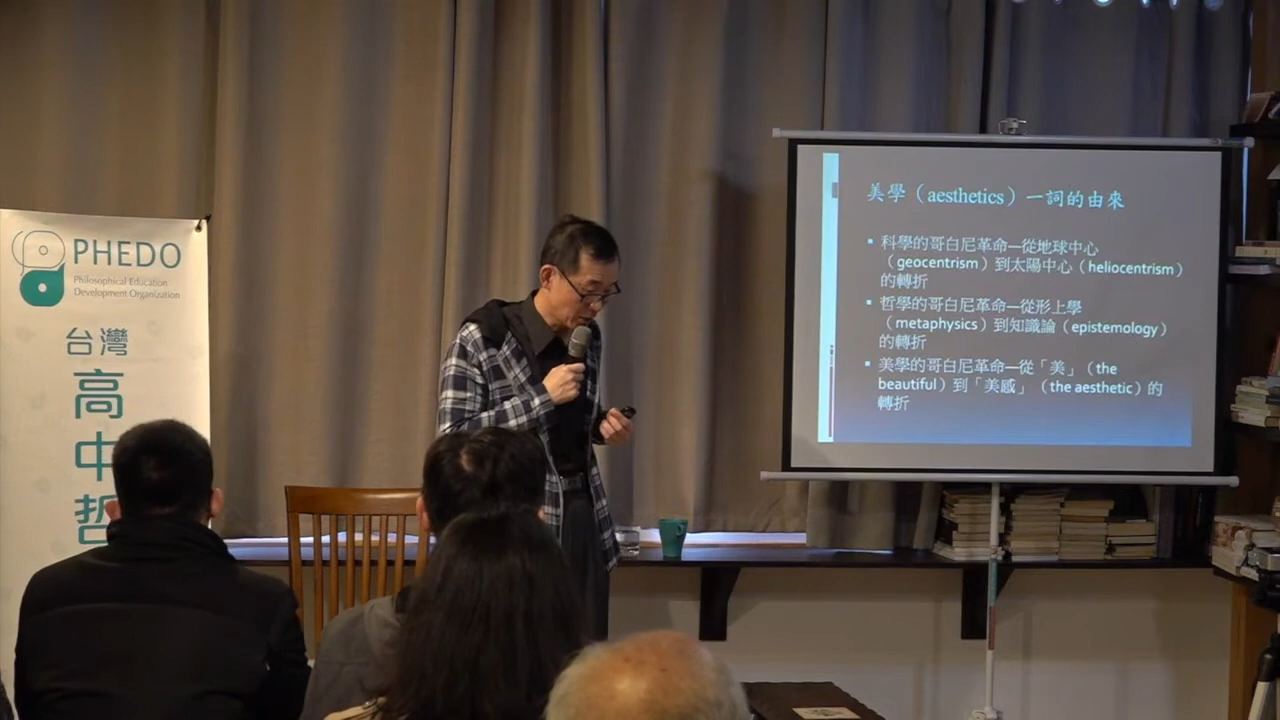 PHEDO
Philosophical Education
Development Organization
台灣
高
中
哲
美學（aesthetics）一詞的由來
科學的哥白尼革命—從地球中心
（geocentrism）到太陽中心（heliocentrism）
的轉折
哲學的哥白尼革命—從形上學
（metaphysics）到知識論（epistemology）
的轉折
美學的哥白尼革命—從「美」（the
beautiful）到「美感」（the aesthetic）的
轉折